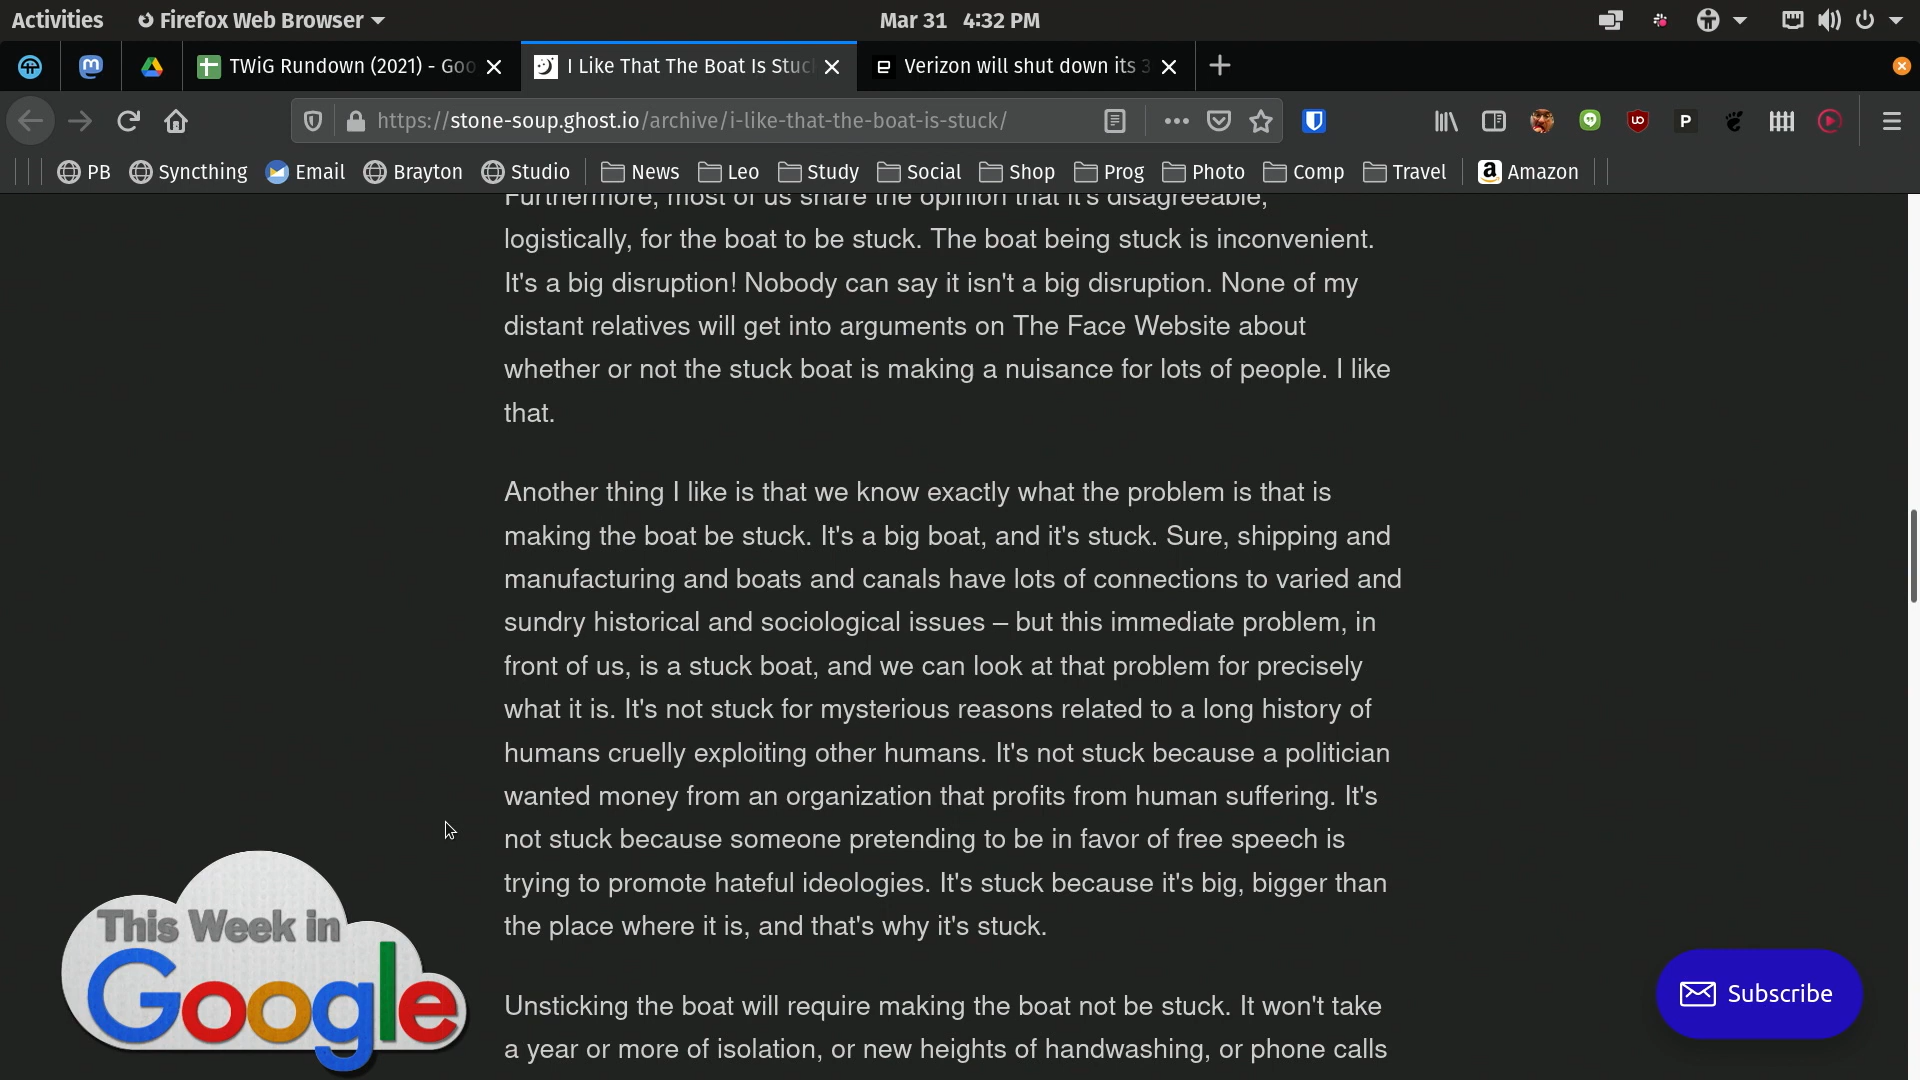 Activities
Firefox Web Browser
Mar 31 4:32 PM
TWiG Rundown (2021) - Goo
I Like That The Boat Is Stuc
Verizon will shut down its 3
https://stone-soup.ghost.io/archive/i-like-that-the-boat-is-stuck/
PB
Syncthing
Email
Brayton
Studio
News
Leo
Study
Social
Shop
Prog
Photo
Comp
Travel
Amazon
Furthermore, most of us share the opinion that it's disagreeable,
logistically, for the boat to be stuck. The boat being stuck is inconvenient.
It's a big disruption! Nobody can say it isn't a big disruption. None of my
distant relatives will get into arguments on The Face Website about
whether or not the stuck boat is making a nuisance for lots of people. I like
that.
Another thing I like is that we know exactly what the problem is that is
making the boat be stuck. It's a big boat, and it's stuck. Sure, shipping and
manufacturing and boats and canals have lots of connections to varied and
sundry historical and sociological issues – but this immediate problem, in
front of us, is a stuck boat, and we can look at that problem for precisely
what it is. It's not stuck for mysterious reasons related to a long history of
humans cruelly exploiting other humans. It's not stuck because a politician
wanted money from an organization that profits from human suffering. It's
not stuck because someone pretending to be in favor of free speech is
trying to promote hateful ideologies. It's stuck because it's big, bigger than
the place where it is, and that's why it's stuck.
Unsticking the boat will require making the boat not be stuck. It won't take
a year or more of isolation, or new heights of handwashing, or phone calls
This Week in
Google
Subscribe